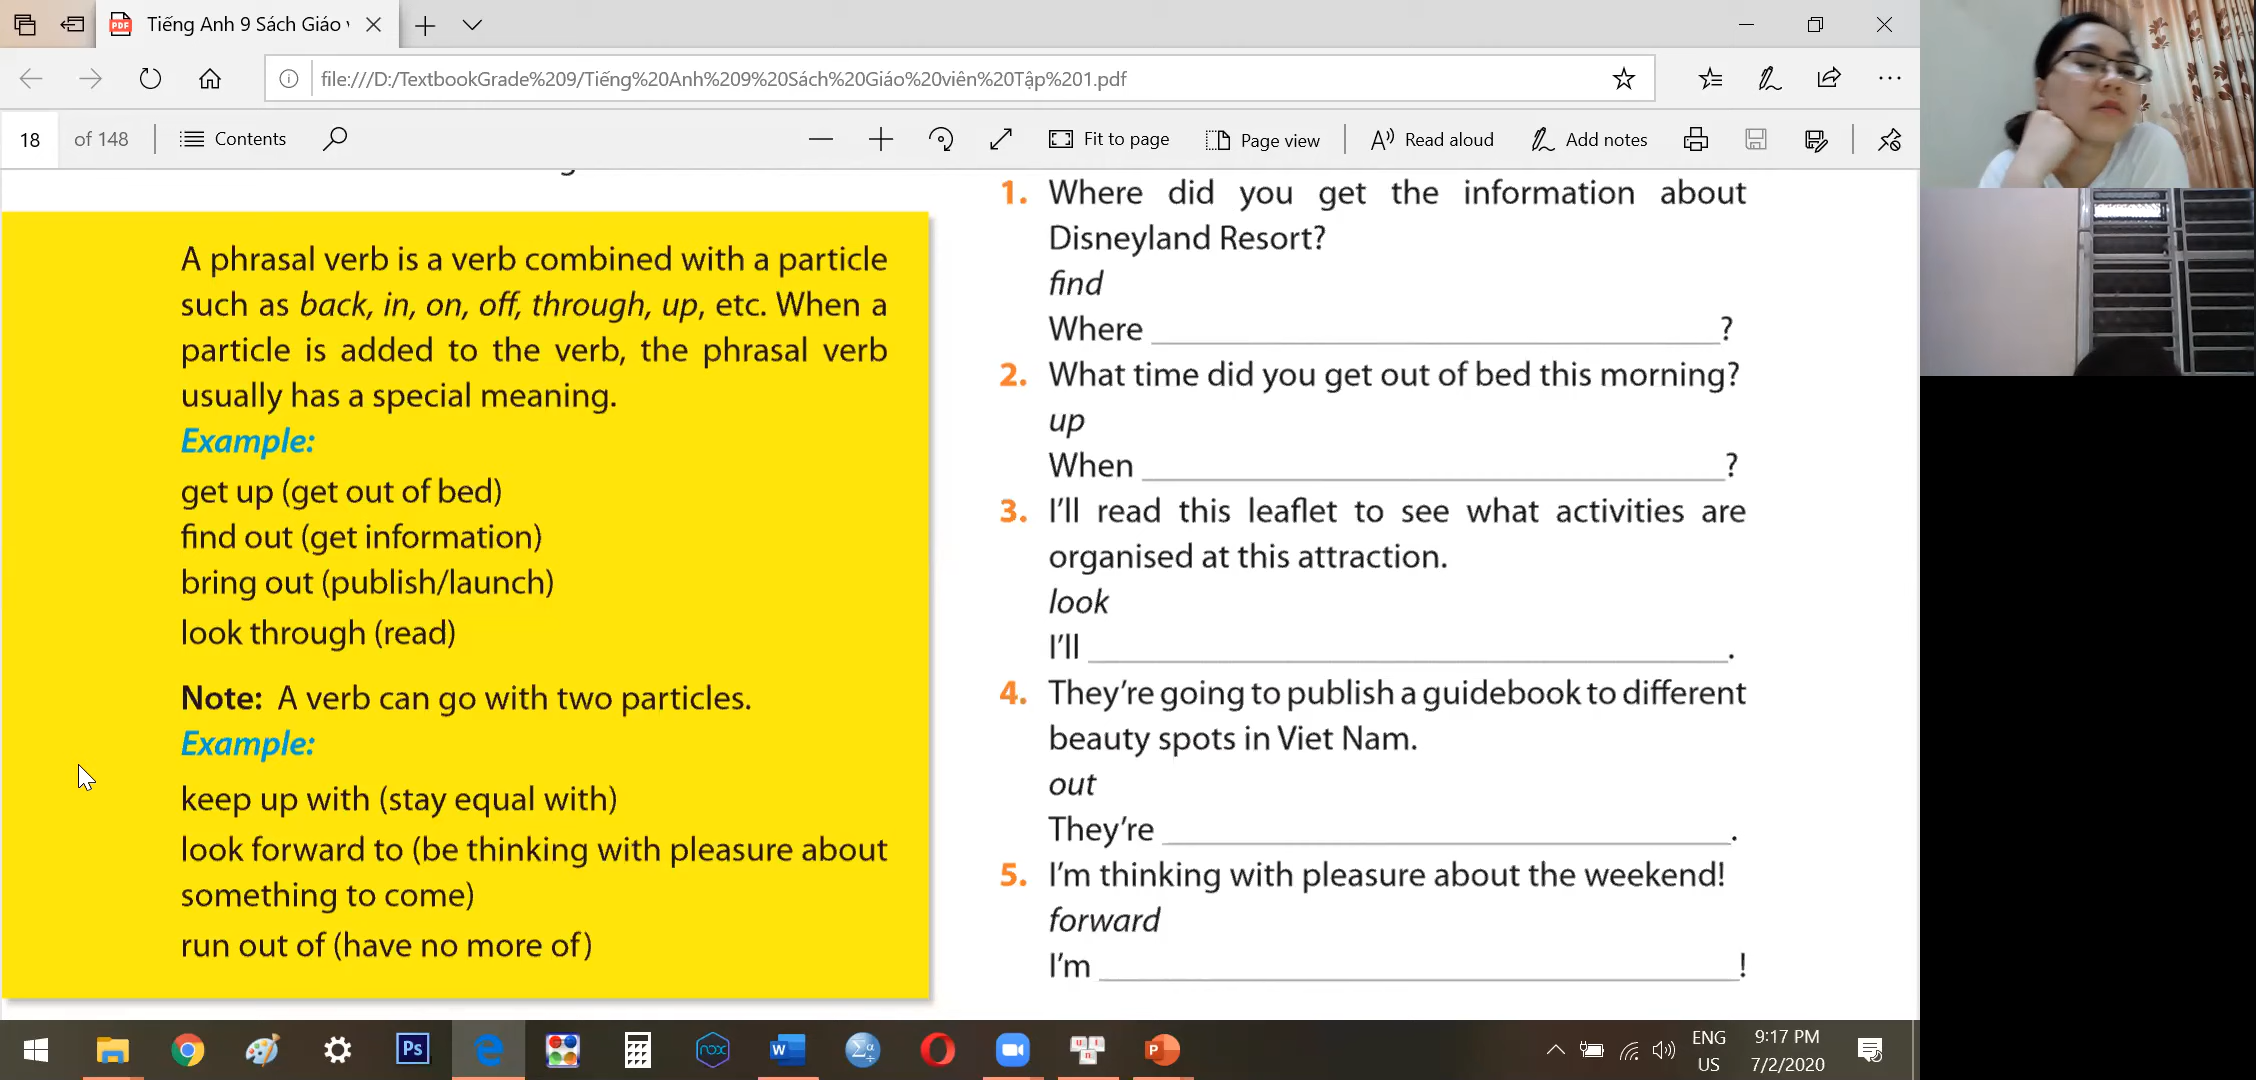 Tiếng Anh 9 Sách Giáo v
file:///D:/TextbookGrade%209/Tiếng%20Anh%209%20Sách%20Giáo%20viên%20Tập%201.pdf
18 of 148 Contents Fit to page Page view Read aloud Add notes
A phrasal verb is a verb combined with a particle
such as back, in, on, off, through, up, etc. When a
particle is added to the verb, the phrasal verb
usually has a special meaning.
Example:
get up (get out of bed)
find out (get information)
bring out (publish/launch)
look through (read)
Note: A verb can go with two particles.
Example:
keep up with (stay equal with)
look forward to (be thinking with pleasure about
something to come)
run out of (have no more of)
1. Where did you get the information about
Disneyland Resort?
find
Where ?
2. What time did you get out of bed this morning?
up
When ?
3. I'll read this leaflet to see what activities are
organised at this attraction.
look
I'll .
4. They're going to publish a guidebook to different
beauty spots in Viet Nam.
out
They're .
5. I'm thinking with pleasure about the weekend!
forward
I'm !
ENG
US
9:17 PM
7/2/2020